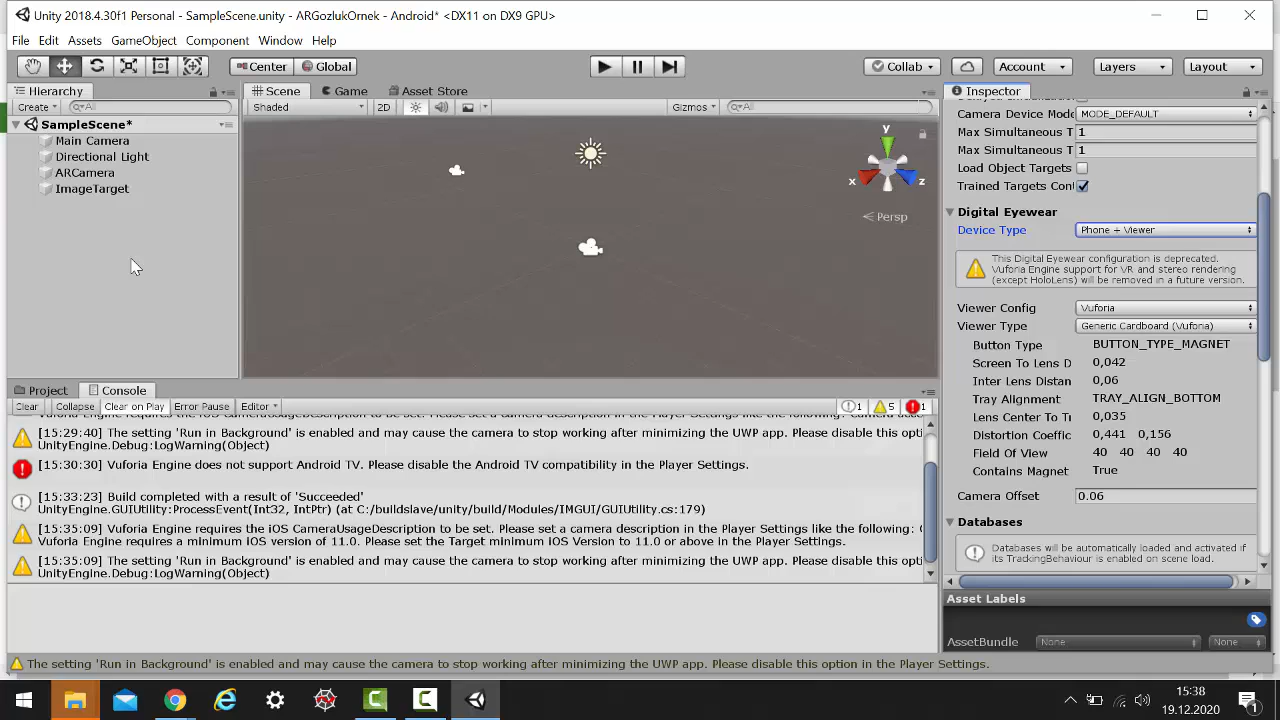 Unity 2018.4.30f1 Personal - SampleScene.unity - ARGozlukOrnek - Android* <DX11 on DX9 GPU>
File Edit Assets GameObject Component Window Help
Center Global Collab Account Layers Layout
Hierarchy
Create All
SampleScene*
Main Camera
Directional Light
ARCamera
ImageTarget
Scene Game Asset Store
Shaded 2D Gizmos All
y
x z
Persp
Project Console
Clear Collapse Clear on Play Error Pause Editor 1 5 1
[15:29:40] The setting 'Run in Background' is enabled and may cause the camera to stop working after minimizing the UWP app. Please disable this opti
UnityEngine.Debug:LogWarning(Object)
[15:30:30] Vuforia Engine does not support Android TV. Please disable the Android TV compatibility in the Player Settings.
[15:33:23] Build completed with a result of 'Succeeded'
UnityEngine.GUIUtility:ProcessEvent(Int32, IntPtr) (at C:/buildslave/unity/build/Modules/IMGUI/GUIUtility.cs:179)
[15:35:09] Vuforia Engine requires the iOS CameraUsageDescription to be set. Please set a camera description in the Player Settings like the following: 
Vuforia Engine requires a minimum iOS version of 11.0. Please set the Target minimum iOS Version to 11.0 or above in the Player Settings.
[15:35:09] The setting 'Run in Background' is enabled and may cause the camera to stop working after minimizing the UWP app. Please disable this opti
UnityEngine.Debug:LogWarning(Object)
The setting 'Run in Background' is enabled and may cause the camera to stop working after minimizing the UWP app. Please disable this option in the Player Settings.
Inspector
Camera Device Mode MODE_DEFAULT
Max Simultaneous T 1
Max Simultaneous T 1
Load Object Targets
Trained Targets Cont
Digital Eyewear
Device Type Phone + Viewer
This Digital Eyewear configuration is deprecated.
Vuforia Engine support for VR and stereo rendering
(except HoloLens) will be removed in a future version.
Viewer Config Vuforia
Viewer Type Generic Cardboard (Vuforia)
Button Type BUTTON_TYPE_MAGNET
Screen To Lens D 0,042
Inter Lens Distan 0,06
Tray Alignment TRAY_ALIGN_BOTTOM
Lens Center To Tr 0,035
Distortion Coeffic 0,441 0,156
Field Of View 40 40 40 40
Contains Magnet True
Camera Offset 0.06
Databases
Databases will be automatically loaded and activated if
its TrackingBehaviour is enabled on scene load.
Asset Labels
AssetBundle None None
15:38
19.12.2020
1